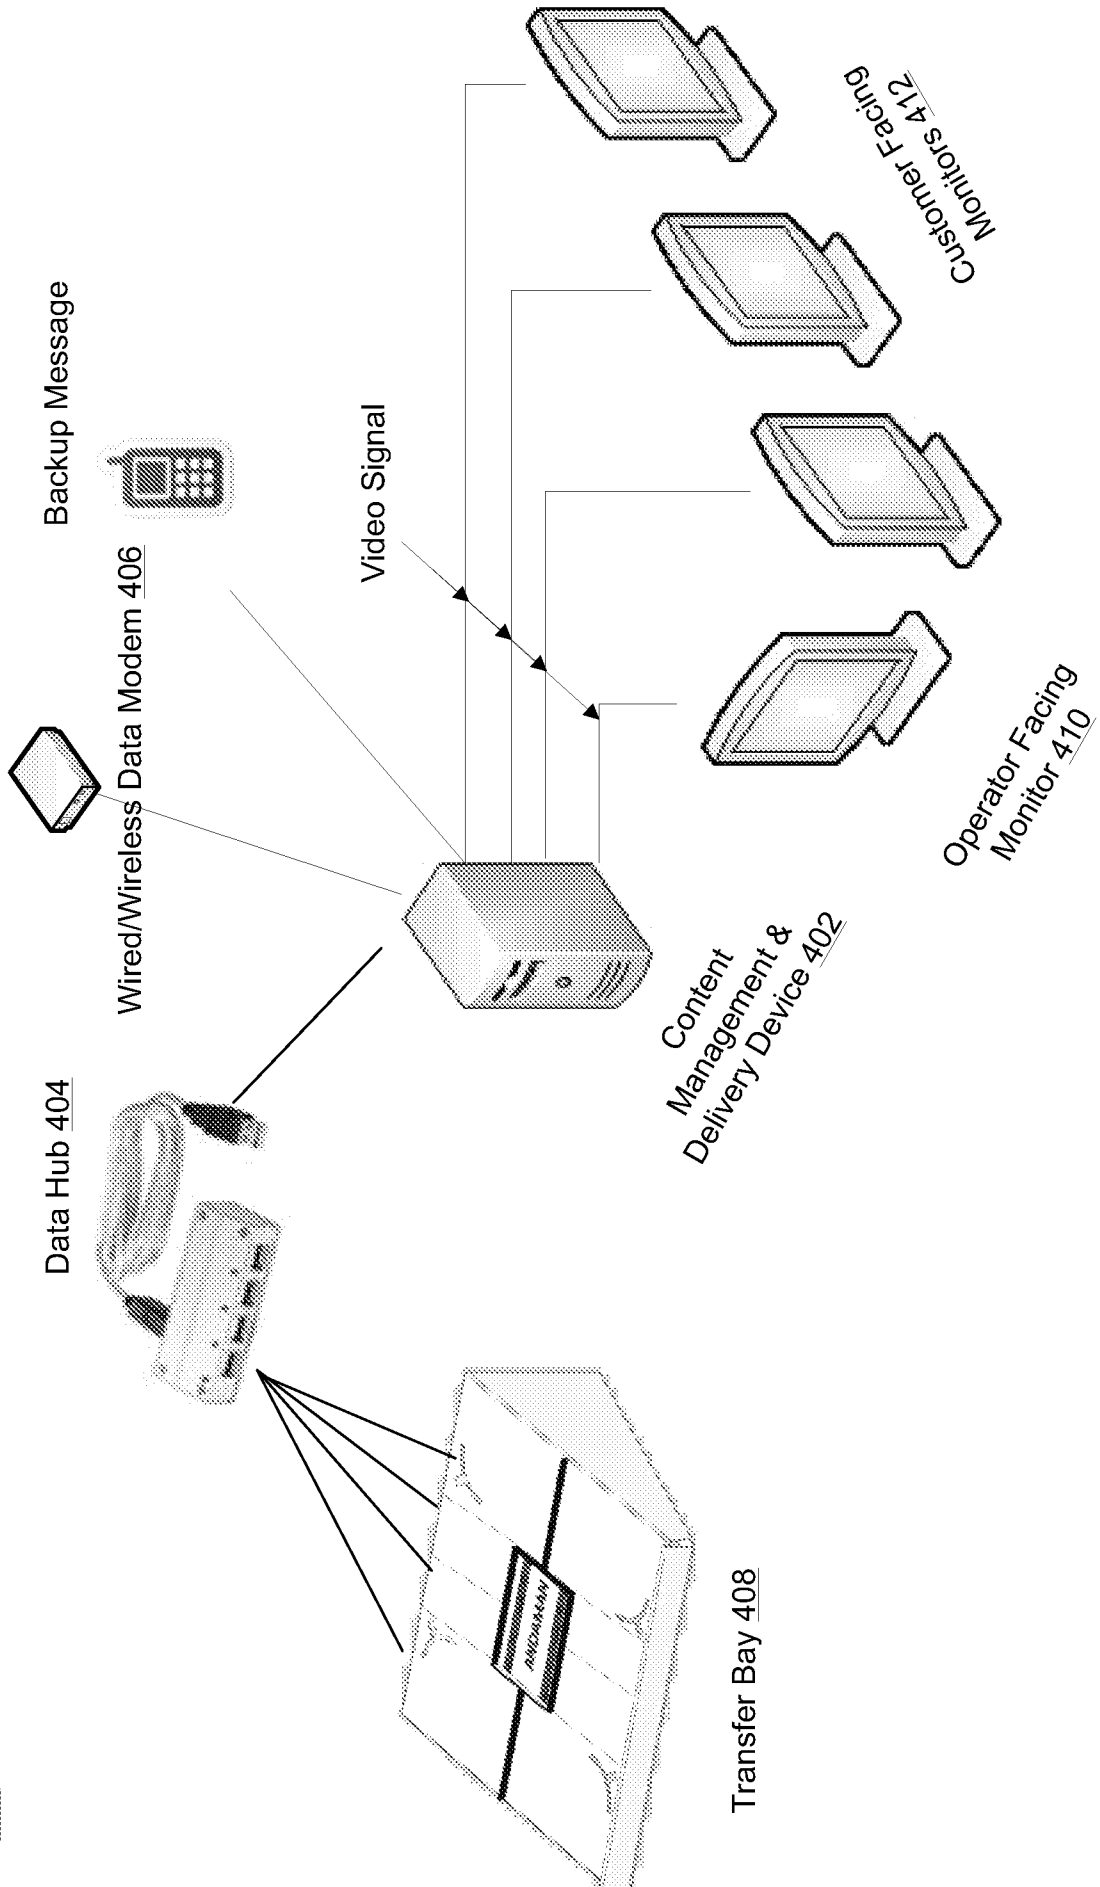 Data Hub 404
Wired/Wireless Data Modem 406
Backup Message
Video Signal
Content
Management &
Delivery Device 402
Transfer Bay 408
Operator Facing
Monitor 410
Customer Facing
Monitors 412